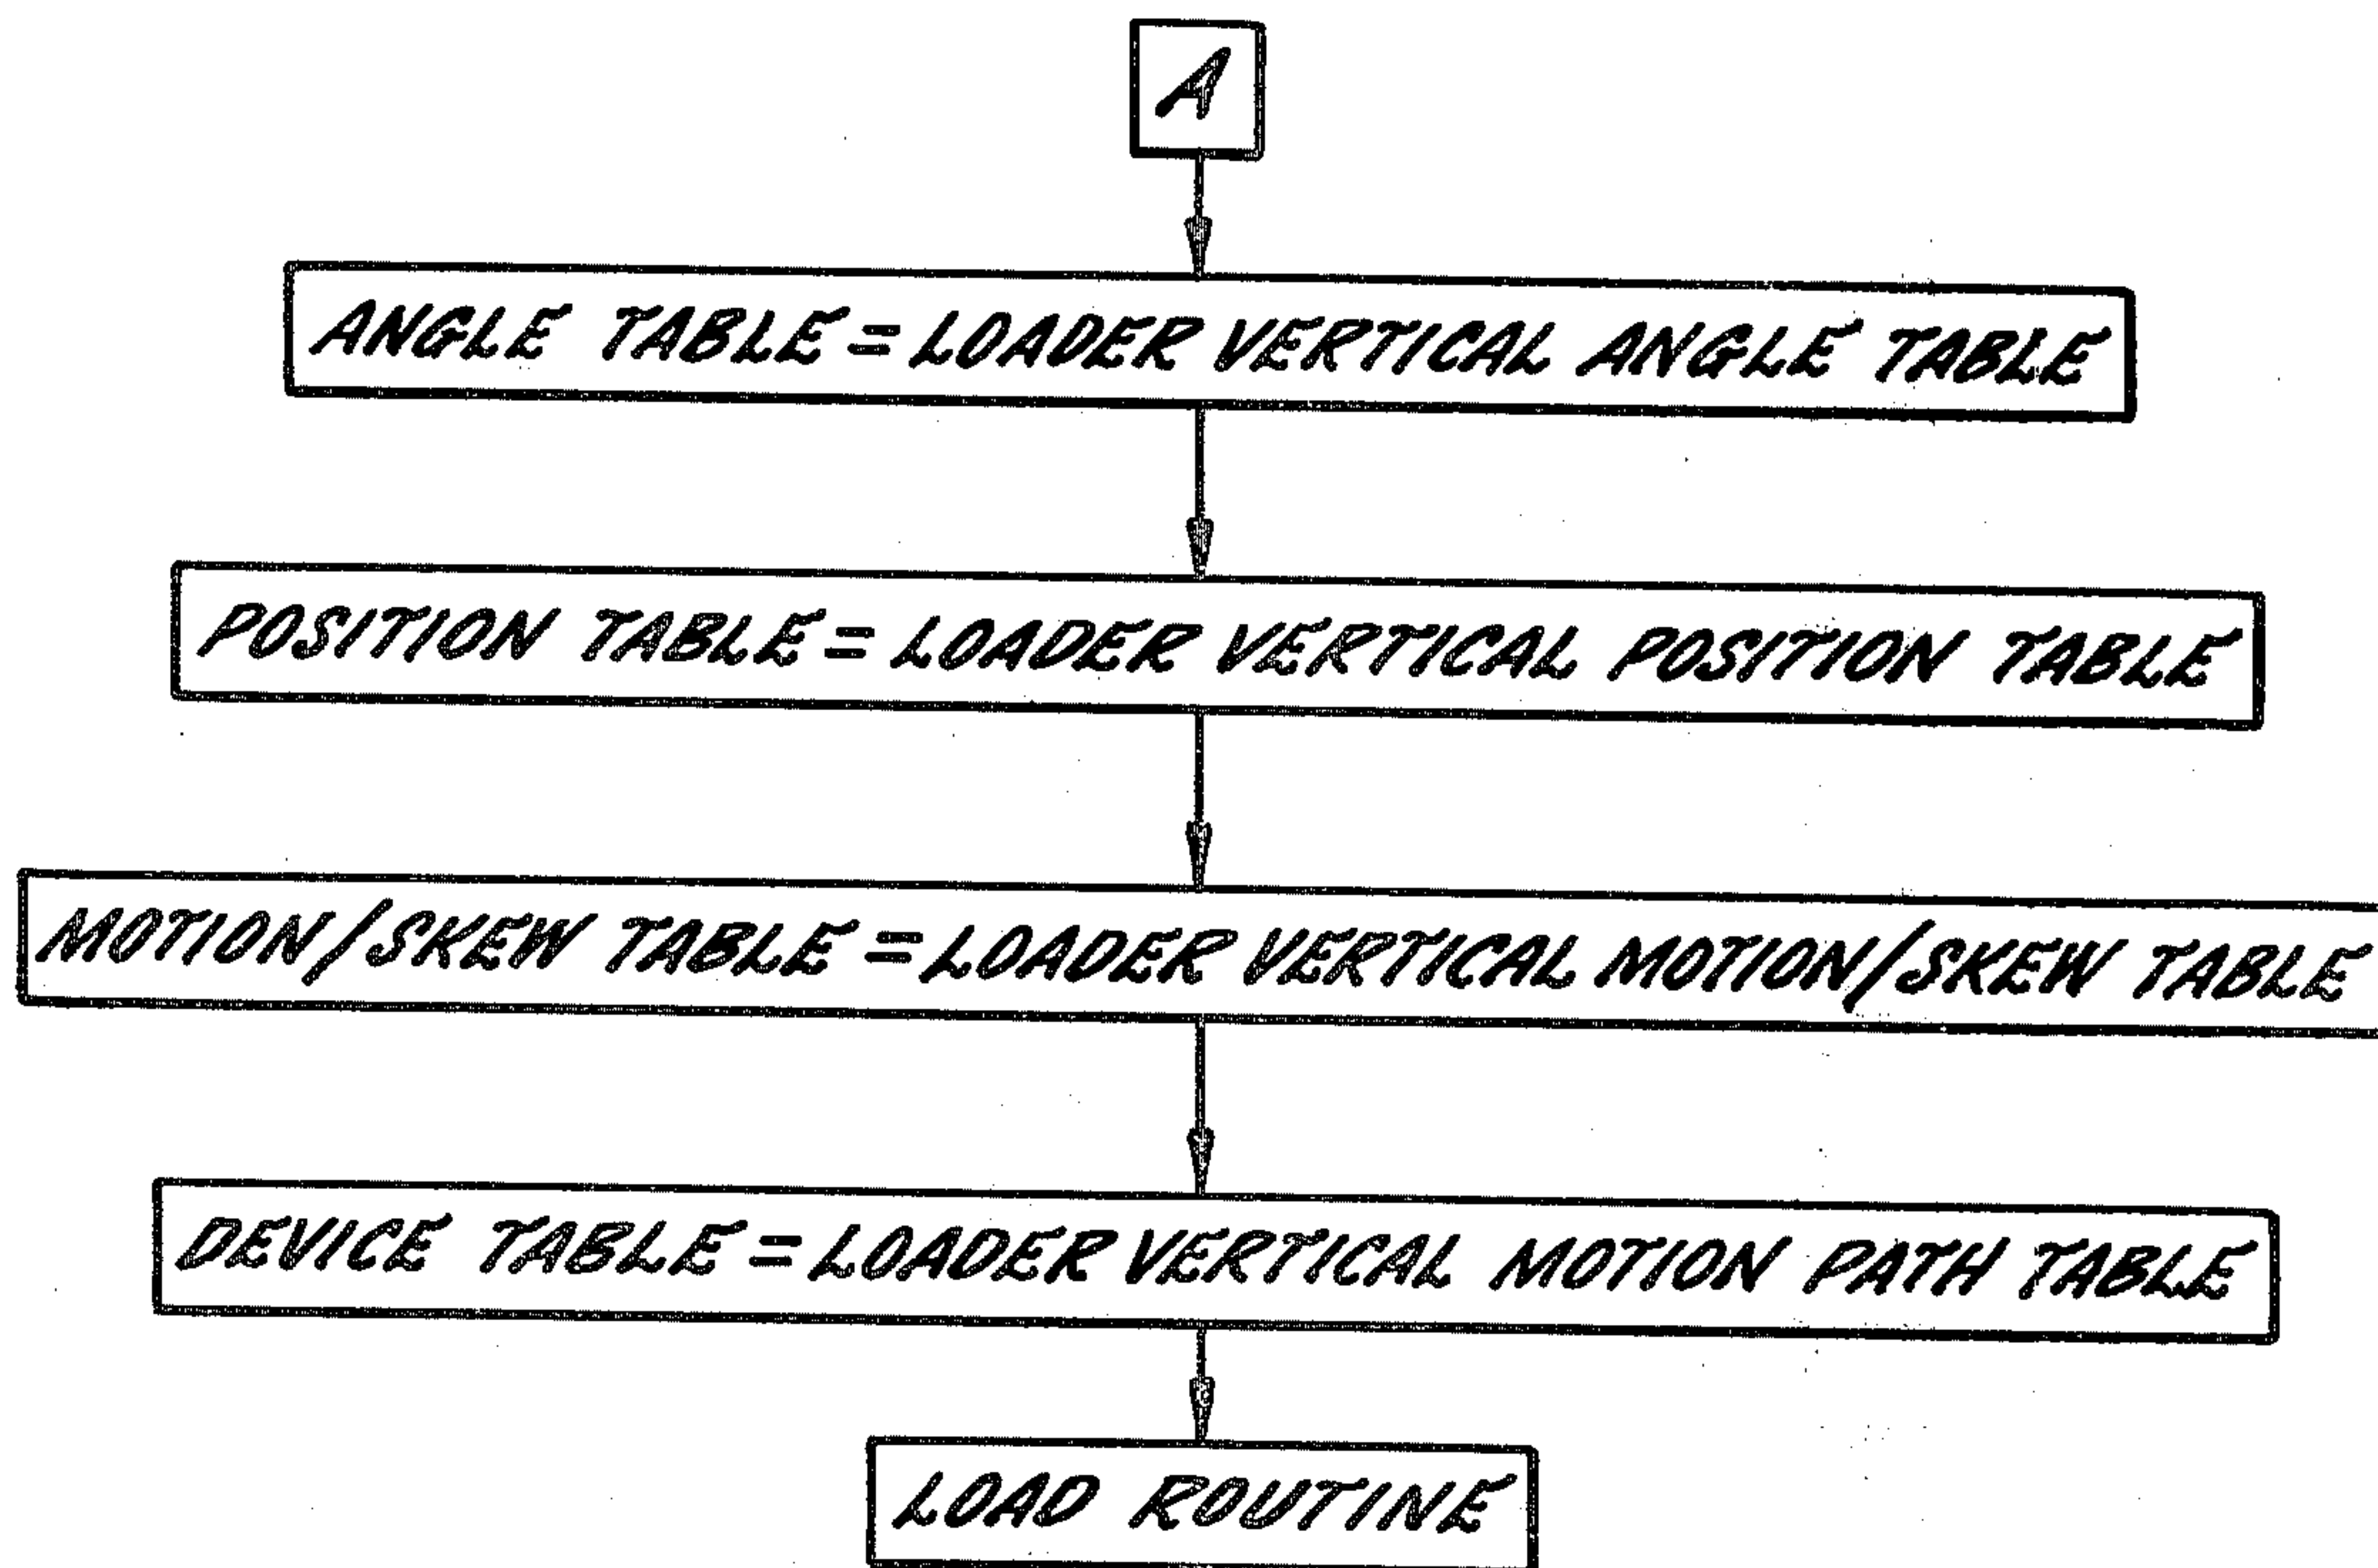 A
ANGLE TABLE = LOADER VERTICAL ANGLE TABLE
POSITION TABLE = LOADER VERTICAL POSITION TABLE
MOTION/SKEW TABLE = LOADER VERTICAL MOTION/SKEW TABLE
DEVICE TABLE = LOADER VERTICAL MOTION PATH TABLE
LOAD ROUTINE